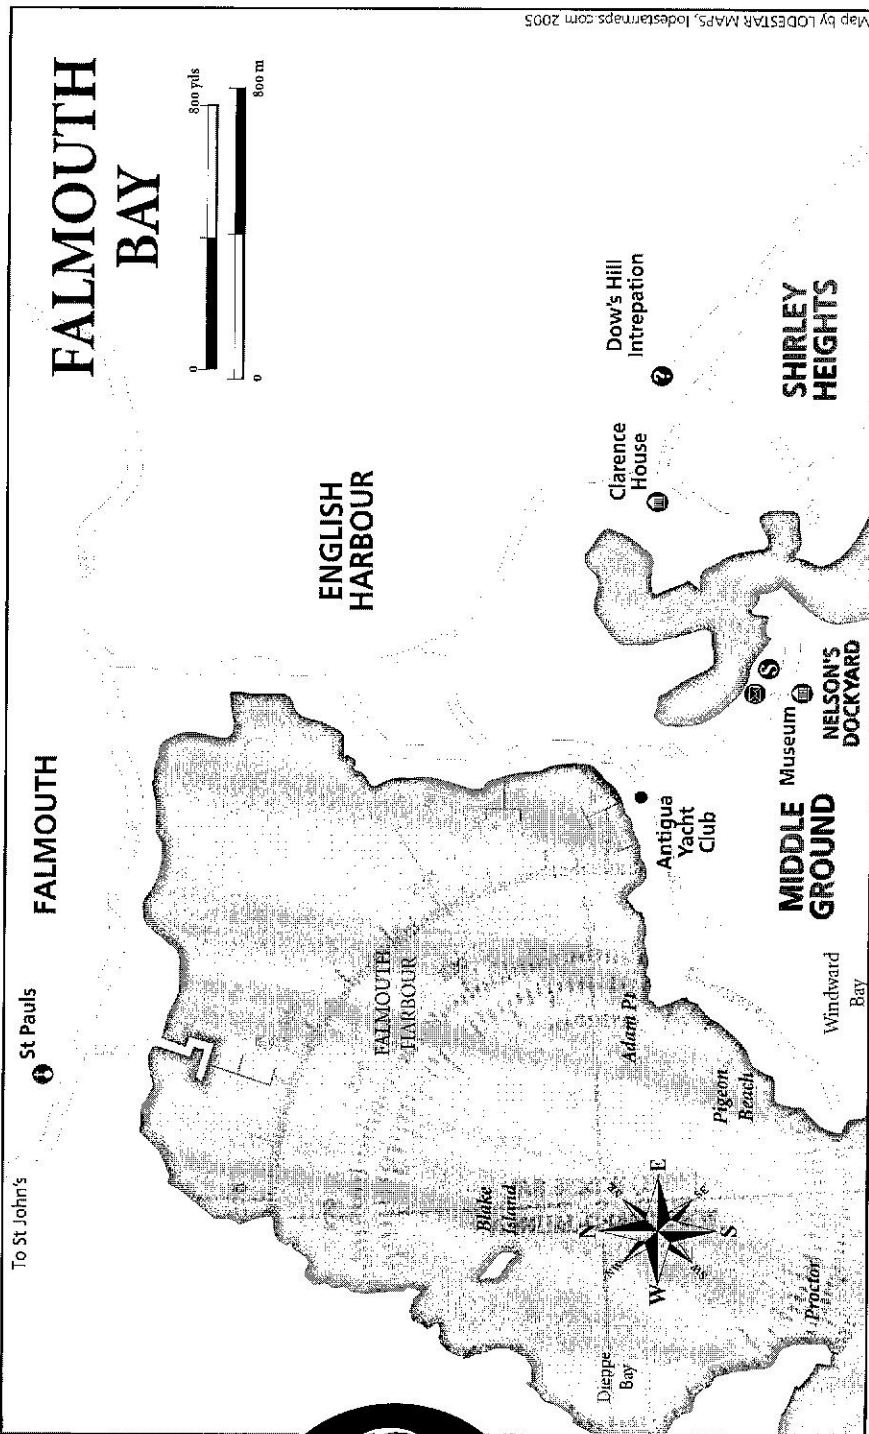 FALMOUTH
BAY
0
800 yds
0
800 m
To St John's
St Pauls
FALMOUTH
ENGLISH
HARBOUR
FALMOUTH
HARBOUR
Blake
Island
Dieppe
Bay
N
NE
E
SE
S
W
Adam Pt
Pigeon
Beach
Proctor
Antigua
Yacht
Club
Windward
Bay
MIDDLE
GROUND
Museum
NELSON'S
DOCKYARD
$
Clarence
House
?
Dow's Hill
Intrepation
SHIRLEY
HEIGHTS
Map by LODESTAR MAPS, lodestarmaps.com 2005